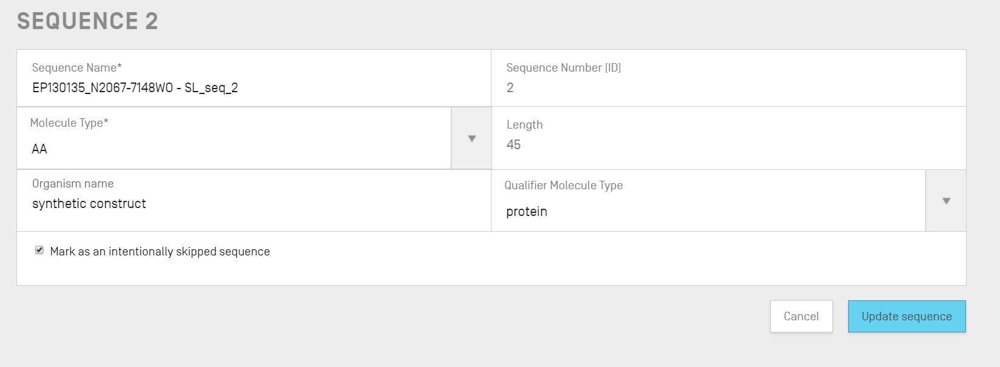 SEQUENCE 2
Sequence Name*
EP130135_N2067-7148WO - SL_seq_2
Sequence Number (ID)
2
Molecule Type*
AA
Length
45
Organism name
synthetic construct
Qualifier Molecule Type
protein
Mark as an intentionally skipped sequence
Cancel
Update sequence